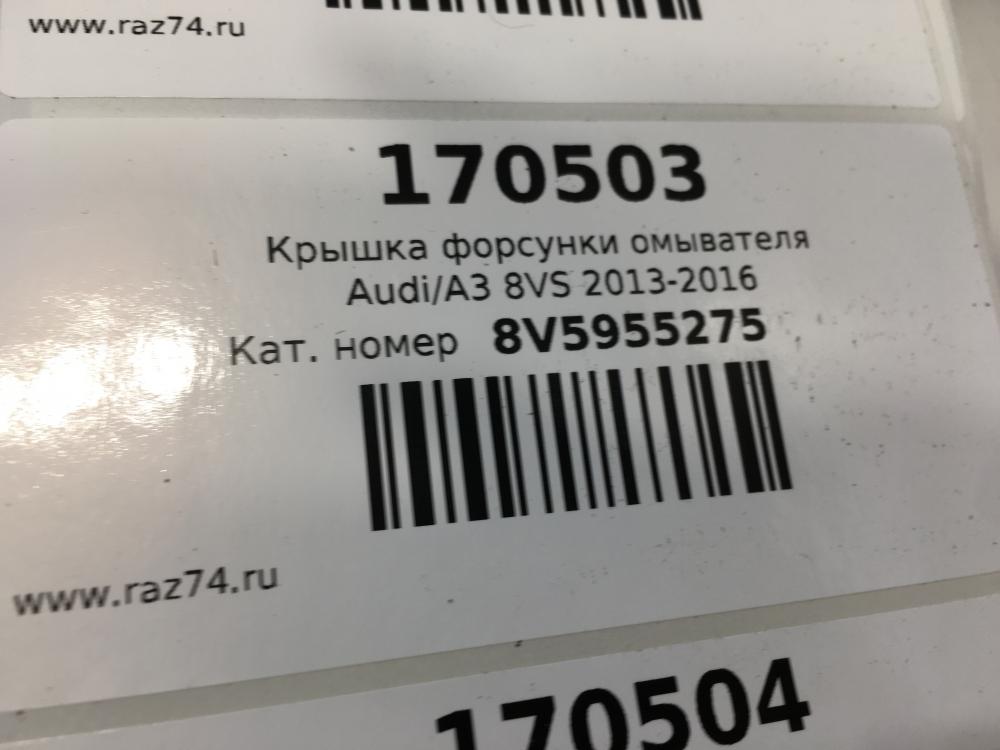 www.raz74.ru
170503
Крышка форсунки омывателя
Audi/A3 8VS 2013-2016
Кат. номер 8V5955275
www.raz74.ru
170504